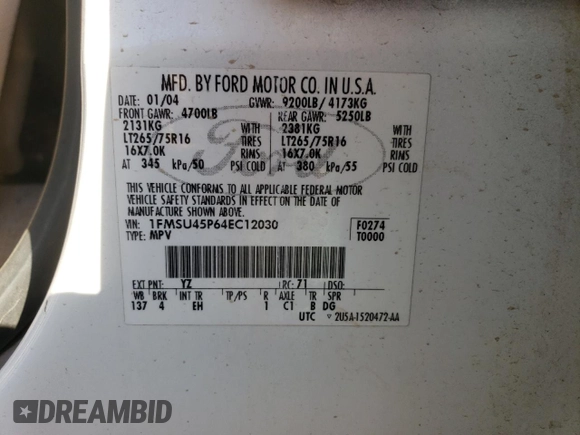 MFD. BY FORD MOTOR CO. IN U.S.A.
DATE: 01/04 GVWR: 9200LB/ 4173KG
FRONT GAWR: 4700LB REAR GAWR: 5250LB
2131KG WITH 2381KG WITH
LT265/75R16 TIRES LT265/75R16 TIRES
16X7.0K RIMS 16X7.0K RIMS
AT 345 kPa/50 PSI COLD AT 380 kPa/55 PSI COLD
THIS VEHICLE CONFORMS TO ALL APPLICABLE FEDERAL MOTOR
VEHICLE SAFETY STANDARDS IN EFFECT ON THE DATE OF
MANUFACTURE SHOWN ABOVE.
VIN: 1FMSU45P64EC12030 F0274
TYPE: MPV T0000
EXT PNT: YZ RC: 71 DSO:
WB BRK INT TR TP/PS R AXLE TR SPR
137 4 EH 1 C1 B DG
UTC 2U5A-1520472-AA
Ford
DREAMBID